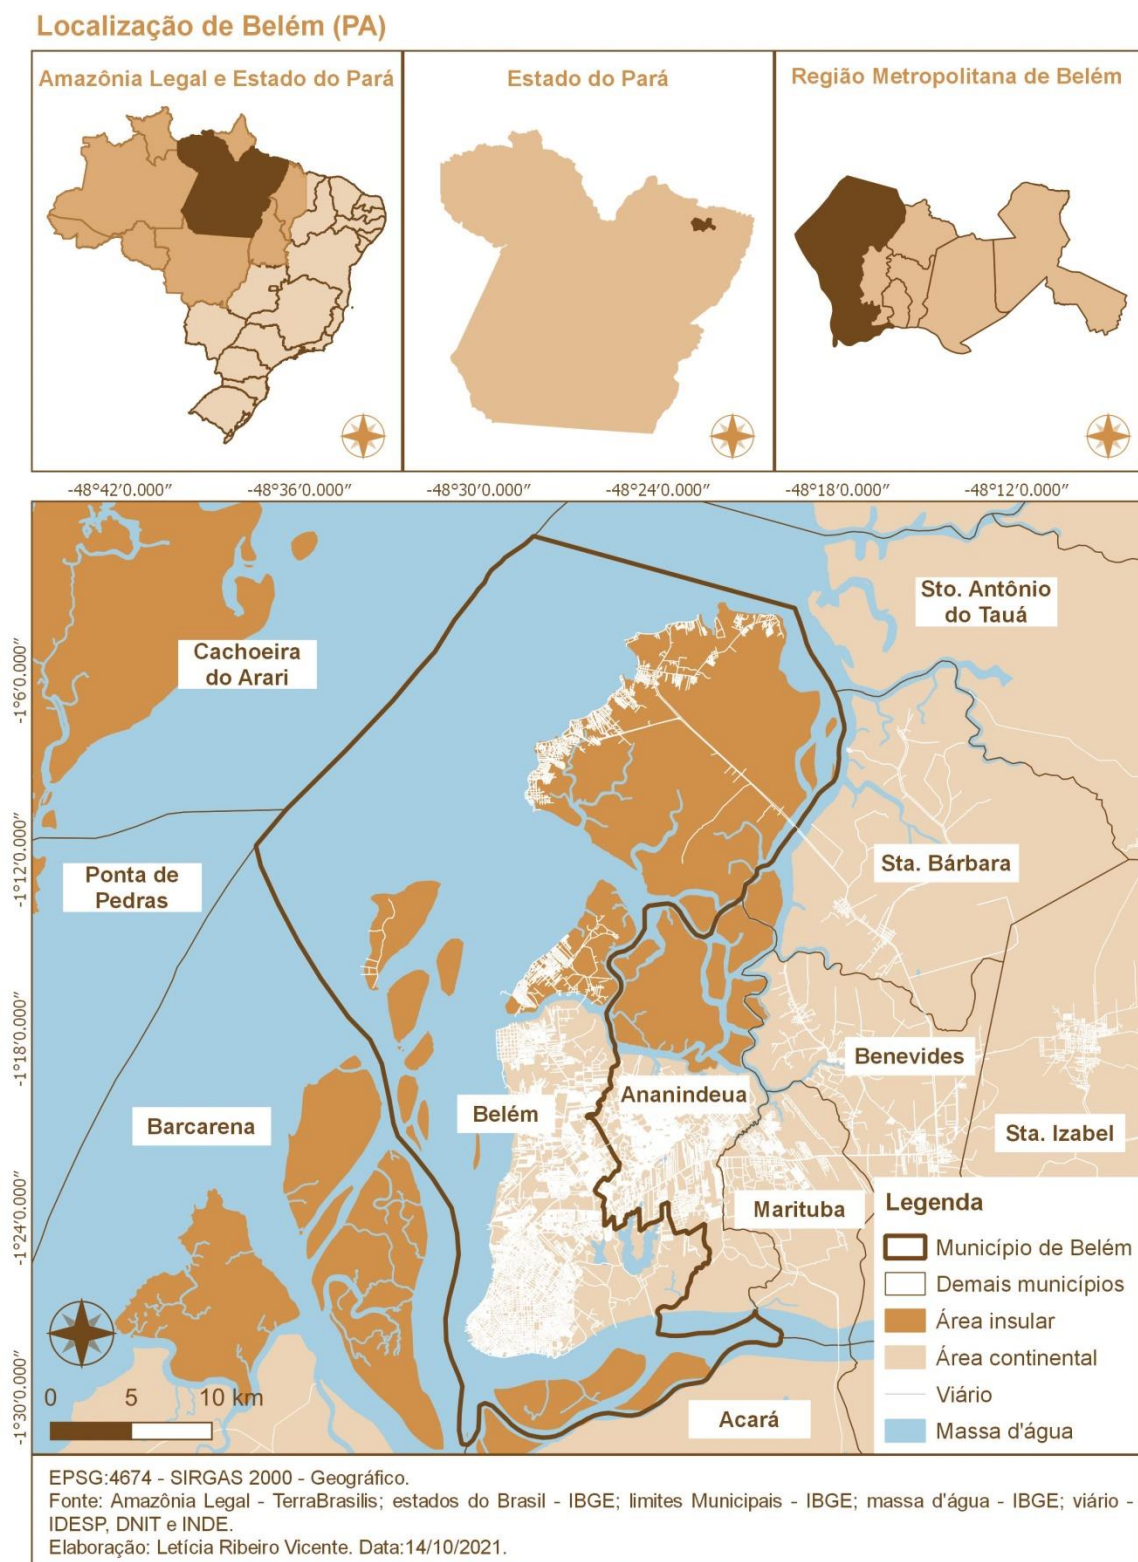 Localização de Belém (PA)
Amazônia Legal e Estado do Pará
Estado do Pará
Região Metropolitana de Belém
-48°42'0.000"
-48°36'0.000"
-48°30'0.000"
-48°24'0.000"
-48°18'0.000"
-48°12'0.000"
-1°6'0.000"
-1°12'0.000"
-1°18'0.000"
-1°24'0.000"
-1°30'0.000"
Sto. Antônio
do Tauá
Cachoeira
do Arari
Ponta de
Pedras
Sta. Bárbara
Benevides
Ananindeua
Belém
Barcarena
Sta. Izabel
Marituba
Acará
Legenda
Município de Belém
Demais municípios
Área insular
Área continental
Viário
Massa d'água
0 5 10 km
EPSG:4674 - SIRGAS 2000 - Geográfico.
Fonte: Amazônia Legal - TerraBrasilis; estados do Brasil - IBGE; limites Municipais - IBGE; massa d'água - IBGE; viário -
IDESP, DNIT e INDE.
Elaboração: Letícia Ribeiro Vicente. Data:14/10/2021.